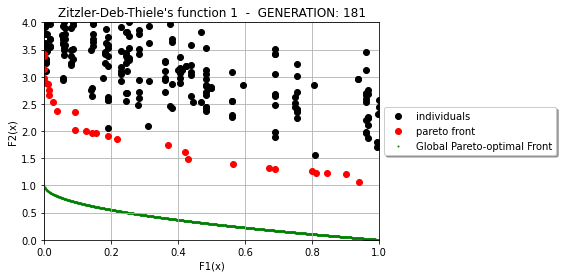 Zitzler-Deb-Thiele's function 1 - GENERATION: 181
4.0
3.5
3.0
2.5
2.0
1.5
1.0
0.5
0.0
F2(x)
0.0 0.2 0.4 0.6 0.8 1.0
F1(x)
individuals
pareto front
Global Pareto-optimal Front